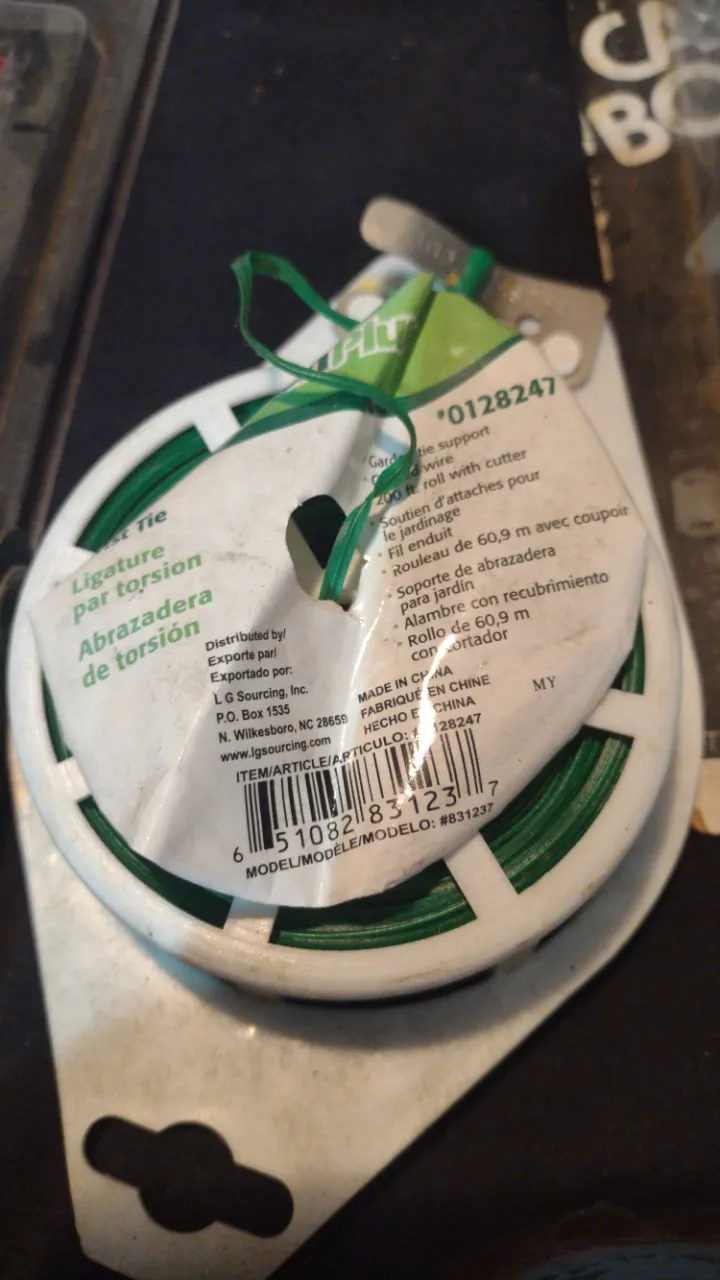 *0128247
tie support
wire
200 ft. roll with cutter
Soutien d'attaches pour
le jardinage
Fil enduit
Rouleau de 60,9 m avec coupoir
Soporte de abrazadera
para jardín
Alambre con recubrimiento
Rollo de 60,9 m
Tie
Ligature
par torsion
Abrazadera
de torsión
Distributed by/
Exporte par/
Exportado por:
L G Sourcing, Inc.
P.O. Box 1535
N. Wilkesboro, NC 28659
www.lgsourcing.com
MADE IN CHINA
FABRIQUÉ EN CHINE
HECHO EN CHINA
MY
ITEM/ARTICLE/ARTICULO: #0128247
6 51082 83123 7
MODEL/MODÈLE/MODELO: #831237